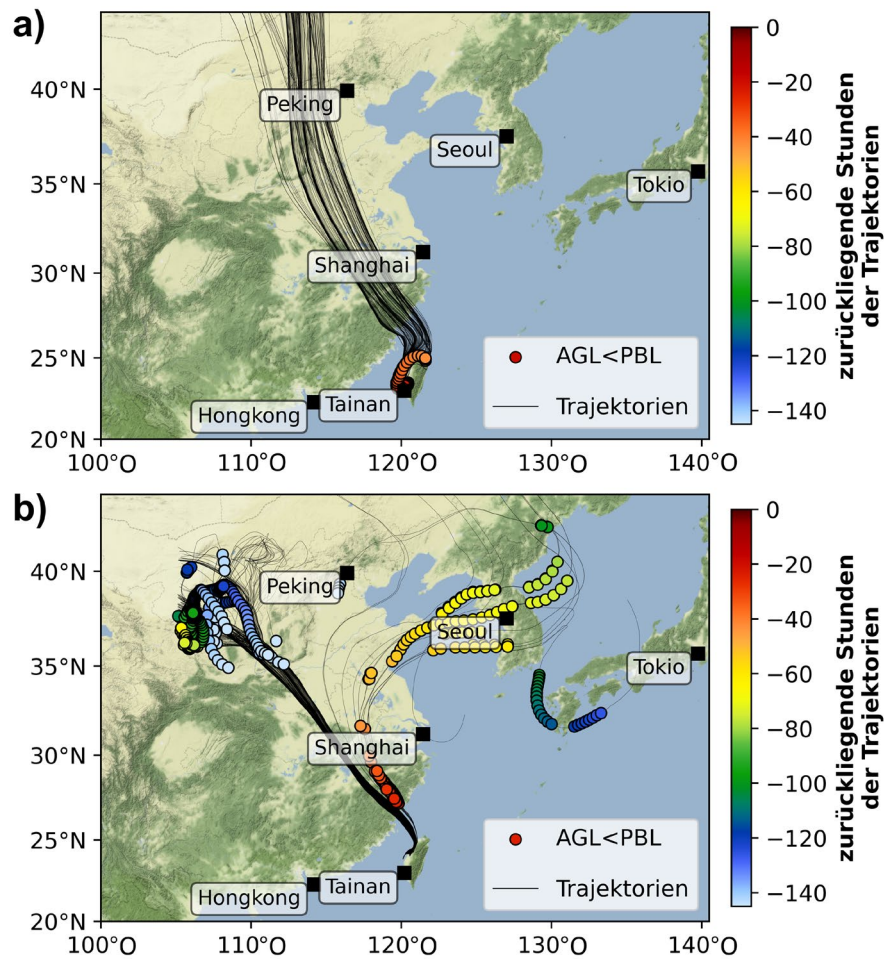 a)
40°N
35°N
30°N
25°N
20°N
100°O
110°O
120°O
130°O
140°O
Peking
Seoul
Tokio
Shanghai
Hongkong
Tainan
AGL<PBL
Trajektorien
0
−20
−40
−60
−80
−100
−120
−140
zurückliegende Stunden
der Trajektorien
b)
40°N
35°N
30°N
25°N
20°N
100°O
110°O
120°O
130°O
140°O
Peking
Seoul
Tokio
Shanghai
Hongkong
Tainan
AGL<PBL
Trajektorien
0
−20
−40
−60
−80
−100
−120
−140
zurückliegende Stunden
der Trajektorien